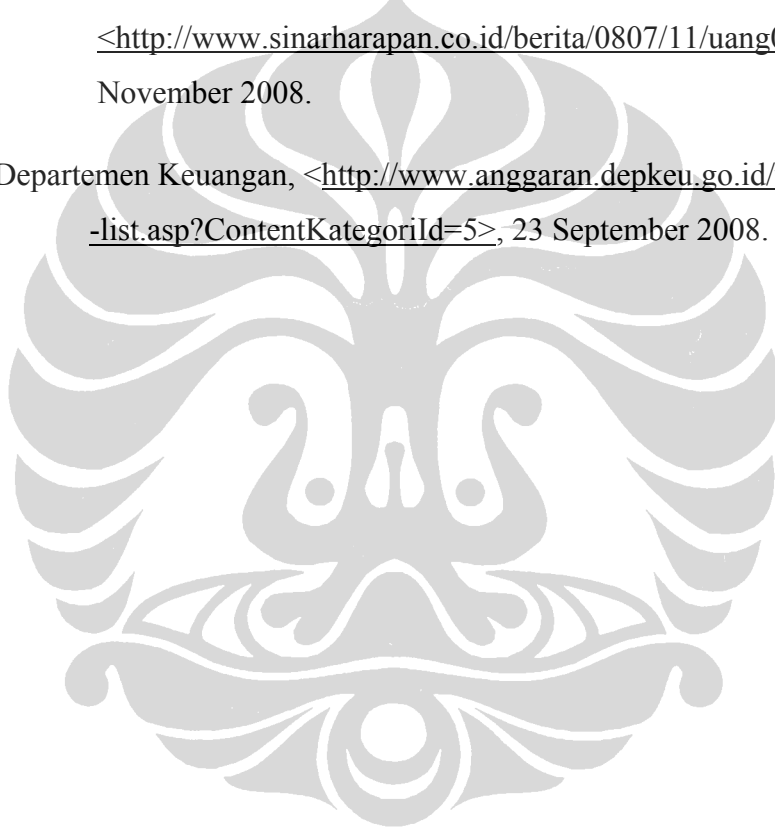 <http://www.sinarharapan.co.id/berita/0807/11/uang
November 2008.
Departemen Keuangan, <http://www.anggaran.depkeu.go.id/
-list.asp?ContentKategoriId=5>, 23 September 2008.